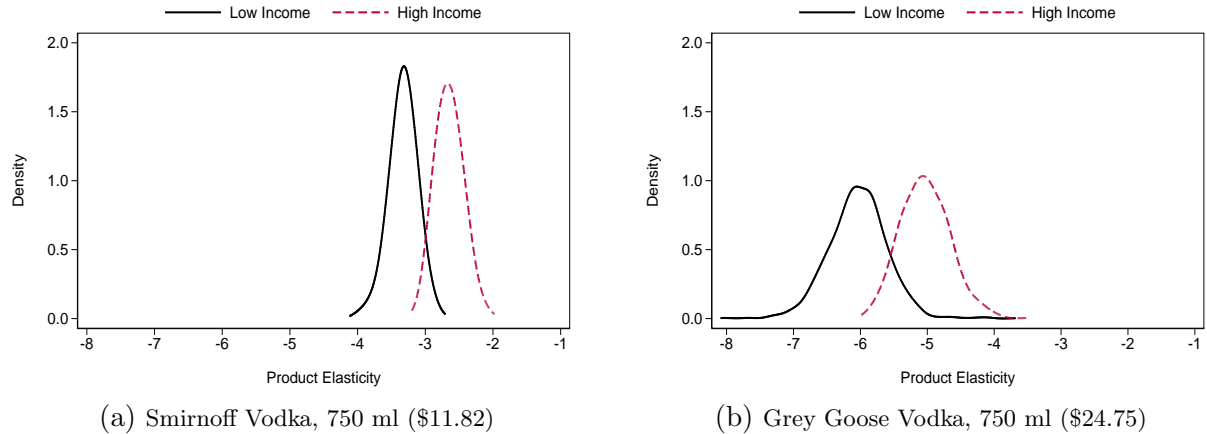 Low Income High Income
2.0
1.5
1.0
0.5
0.0
Density
-8 -7 -6 -5 -4 -3 -2 -1
Product Elasticity
(a) Smirnoff Vodka, 750 ml ($11.82)
Low Income High Income
2.0
1.5
1.0
0.5
0.0
Density
-8 -7 -6 -5 -4 -3 -2 -1
Product Elasticity
(b) Grey Goose Vodka, 750 ml ($24.75)